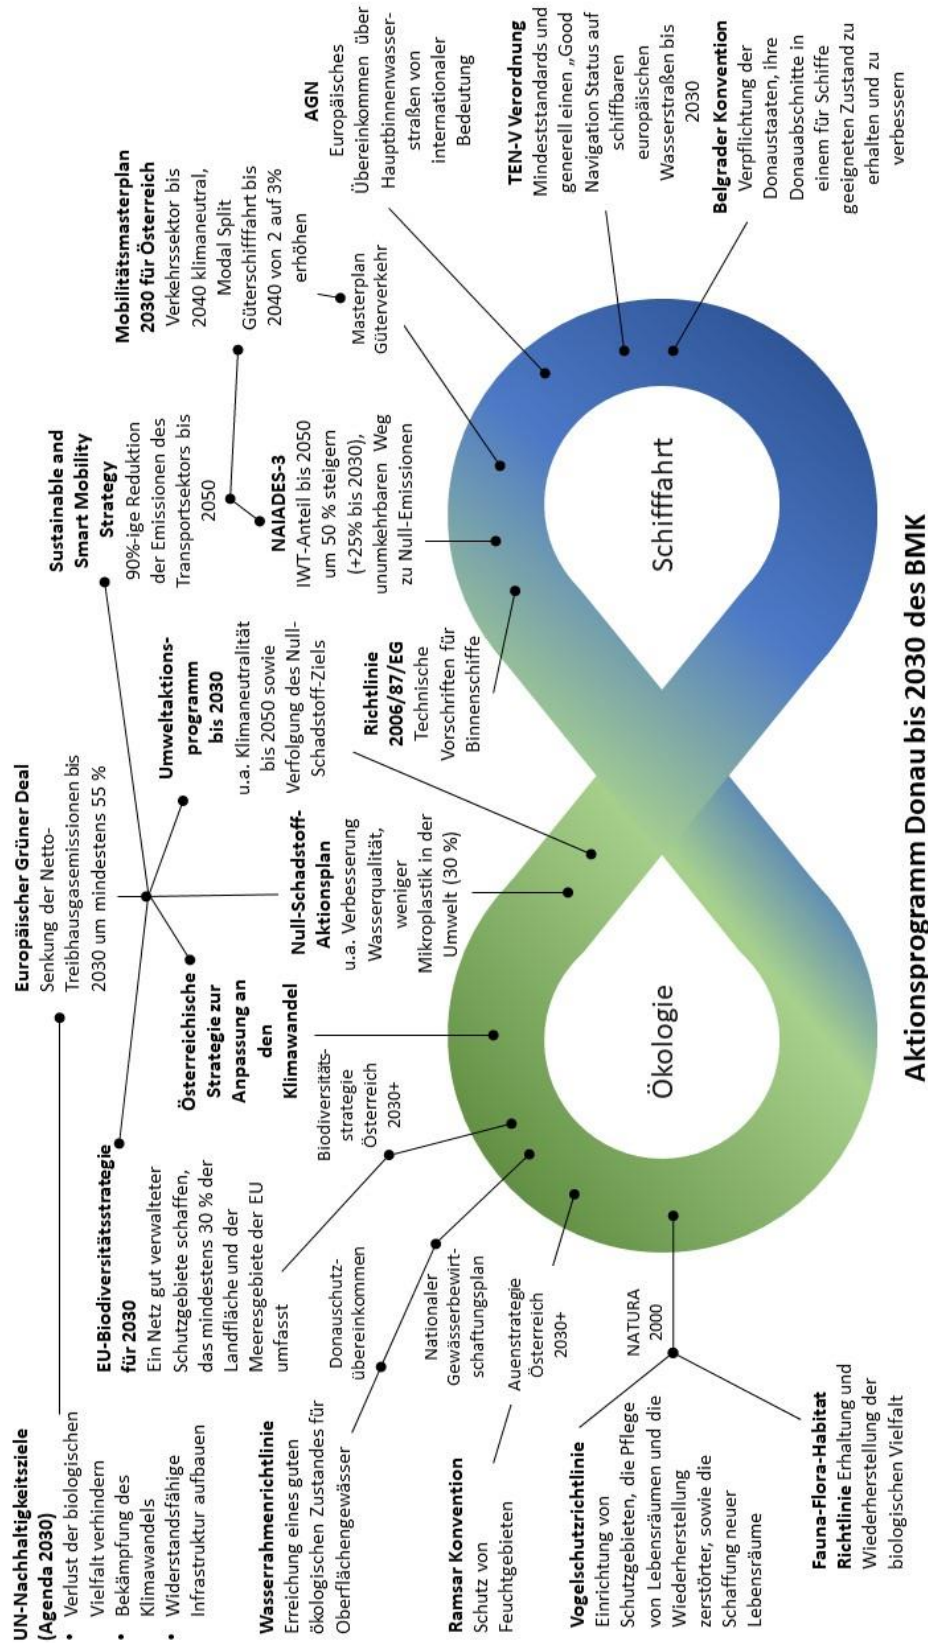 UN-Nachhaltigkeitsziele
(Agenda 2030)
• Verlust der biologischen
Vielfalt verhindern
• Bekämpfung des
Klimawandels
• Widerstandsfähige
Infrastruktur aufbauen
Europäischer Grüner Deal
Senkung der Netto-
Treibhausgasemissionen bis
2030 um mindestens 55 %
Sustainable and
Smart Mobility
Strategy
90%-ige Reduktion
der Emissionen des
Transportsektors bis
2050
Mobilitätsmasterplan
2030 für Österreich
Verkehrssektor bis
2040 klimaneutral,
Modal Split
Güterschifffahrt bis
2040 von 2 auf 3%
erhöhen
EU-Biodiversitätsstrategie
für 2030
Ein Netz gut verwalteter
Schutzgebiete schaffen,
das mindestens 30 % der
Landfläche und der
Meeresgebiete der EU
umfasst
Österreichische
Strategie zur
Anpassung an
den
Klimawandel
Umweltaktions-
programm
bis 2030
u.a. Klimaneutralität
bis 2050 sowie
Verfolgung des Null-
Schadstoff-Ziels
NAIADES-3
IWT-Anteil bis 2050
um 50 % steigern
(+25% bis 2030),
unumkehrbaren Weg
zu Null-Emissionen
Masterplan
Güterverkehr
AGN
Europäisches
Übereinkommen über
Hauptbinnenwasser-
straßen von
internationaler
Bedeutung
Wasserrahmenrichtlinie
Erreichung eines guten
ökologischen Zustandes für
Oberflächengewässer
Donauschutz-
übereinkommen
Biodiversitäts-
strategie
Österreich
2030+
Null-Schadstoff-
Aktionsplan
u.a. Verbesserung
Wasserqualität,
weniger
Mikroplastik in der
Umwelt (30 %)
Richtlinie
2006/87/EG
Technische
Vorschriften für
Binnenschiffe
Nationaler
Gewässerbewirt-
schaftungsplan
Ramsar Konvention
Schutz von
Feuchtgebieten
Auenstrategie
Österreich
2030+
TEN-V Verordnung
Mindeststandards und
generell einen „Good
Navigation Status auf
schiffbaren
europäischen
Wasserstraßen bis
2030
Vogelschutzrichtlinie
Einrichtung von
Schutzgebieten, die Pflege
von Lebensräumen und die
Wiederherstellung
zerstörter, sowie die
Schaffung neuer
Lebensräume
NATURA
2000
Ökologie
Schifffahrt
Belgrader Konvention
Verpflichtung der
Donaustaaten, ihre
Donauabschnitte in
einem für Schiffe
geeigneten Zustand zu
erhalten und zu
verbessern
Fauna-Flora-Habitat
Richtlinie Erhaltung und
Wiederherstellung der
biologischen Vielfalt
Aktionsprogramm Donau bis 2030 des BMK